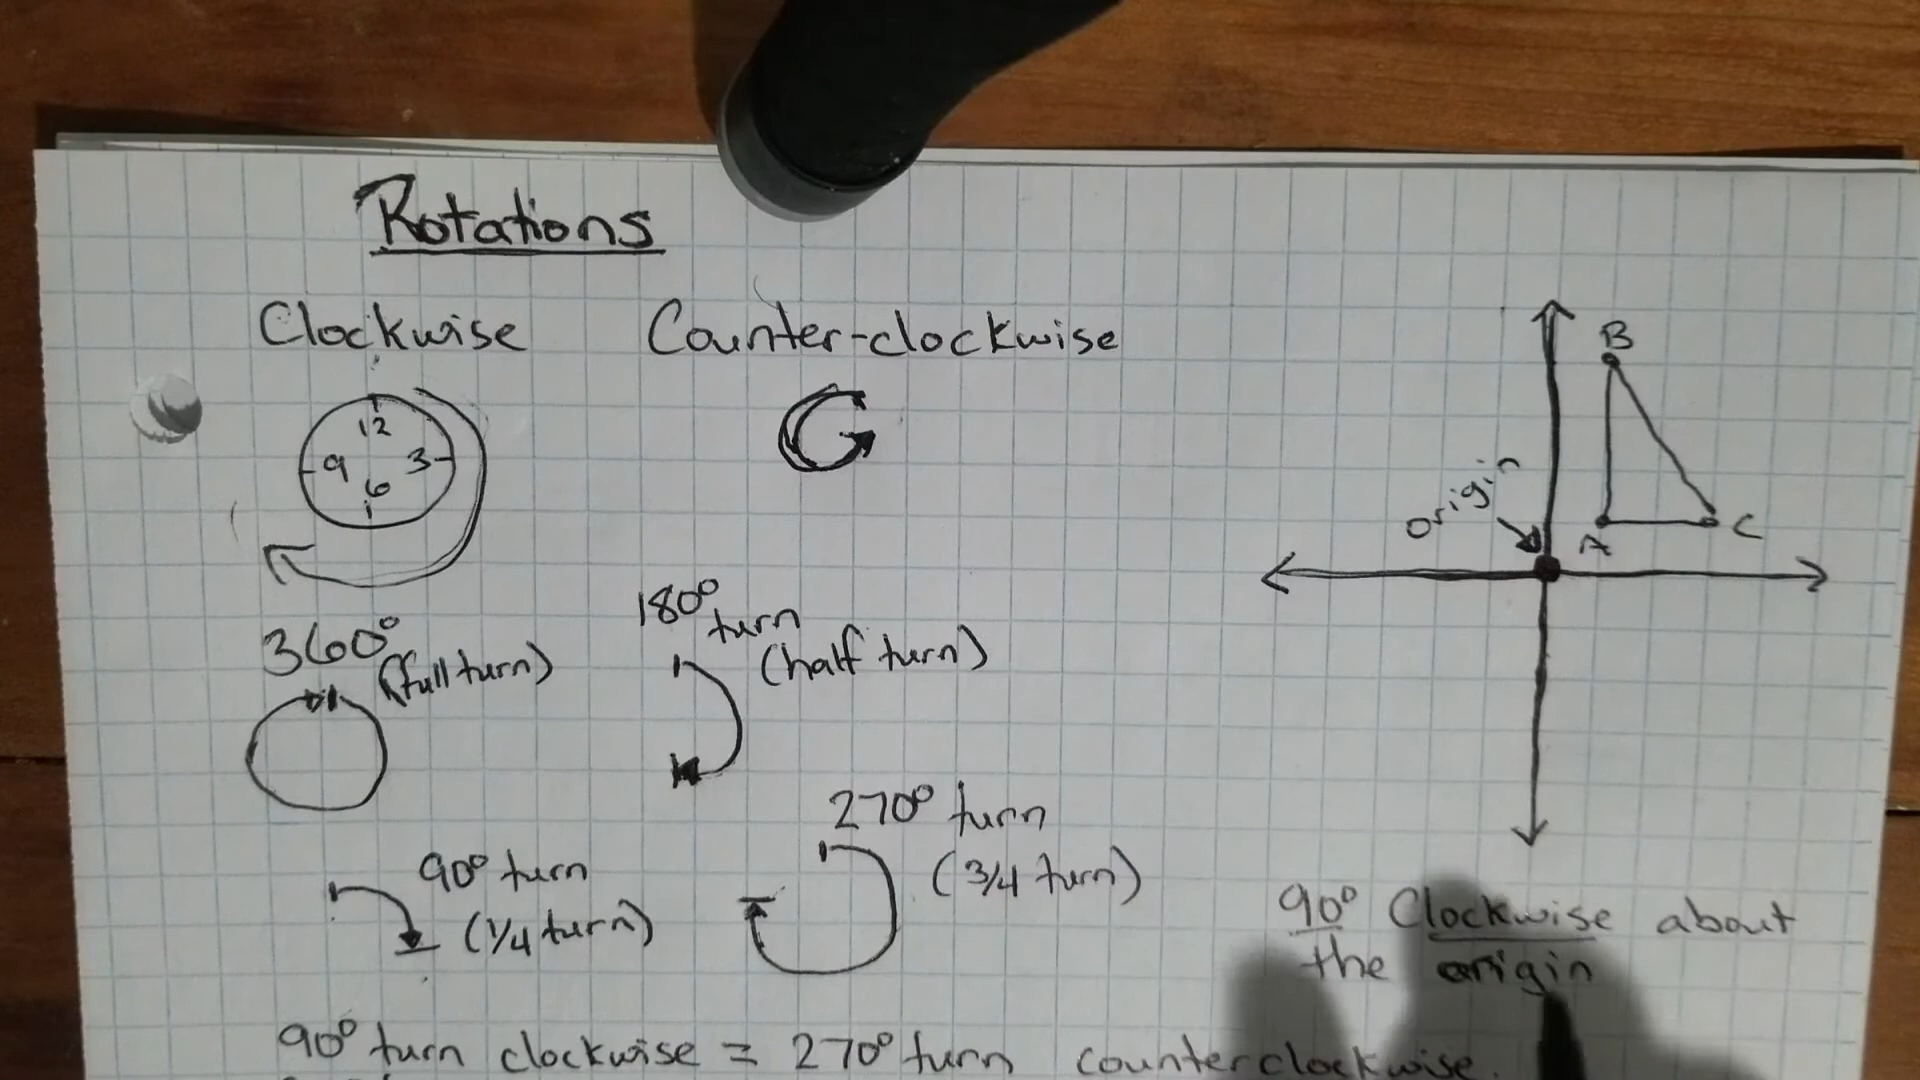 Rotations
Clockwise Counter-clockwise
12
9 3
6
360°
(full turn)
180°
turn
(half turn)
90° turn
(1/4 turn)
270° turn
(3/4 turn)
B
origin
A C
90° Clockwise about
the origin
90° turn clockwise = 270° turn counterclockwise.